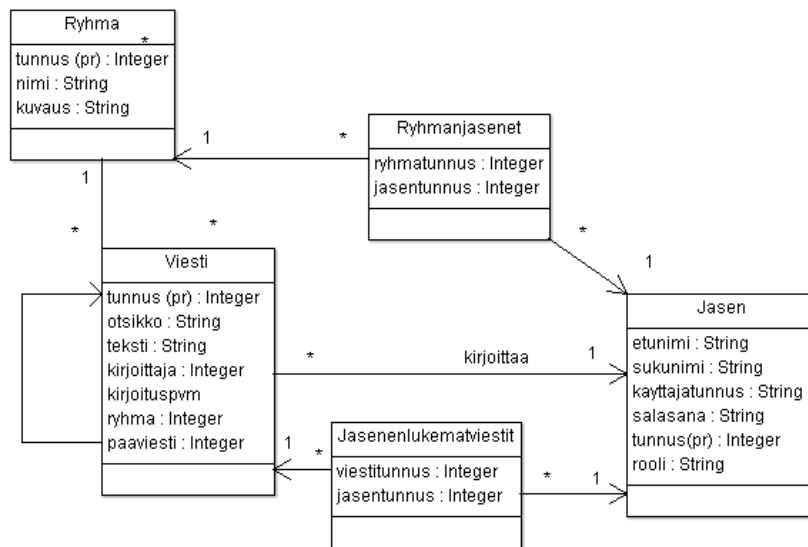 Ryhma
*
tunnus (pr) : Integer
nimi : String
kuvaus : String
1
*
1
*
*
Ryhmanjasenet
ryhmatunnus : Integer
jasentunnus : Integer
*
1
Viesti
tunnus (pr) : Integer
otsikko : String
teksti : String
kirjoittaja : Integer
kirjoituspvm
ryhma : Integer
paaviesti : Integer
* kirjoittaa 1
Jasen
etunimi : String
sukunimi : String
kayttajatunnus : String
salasana : String
tunnus(pr) : Integer
rooli : String
1 *
Jasenenlukematviestit
viestitunnus : Integer
jasentunnus : Integer
* 1